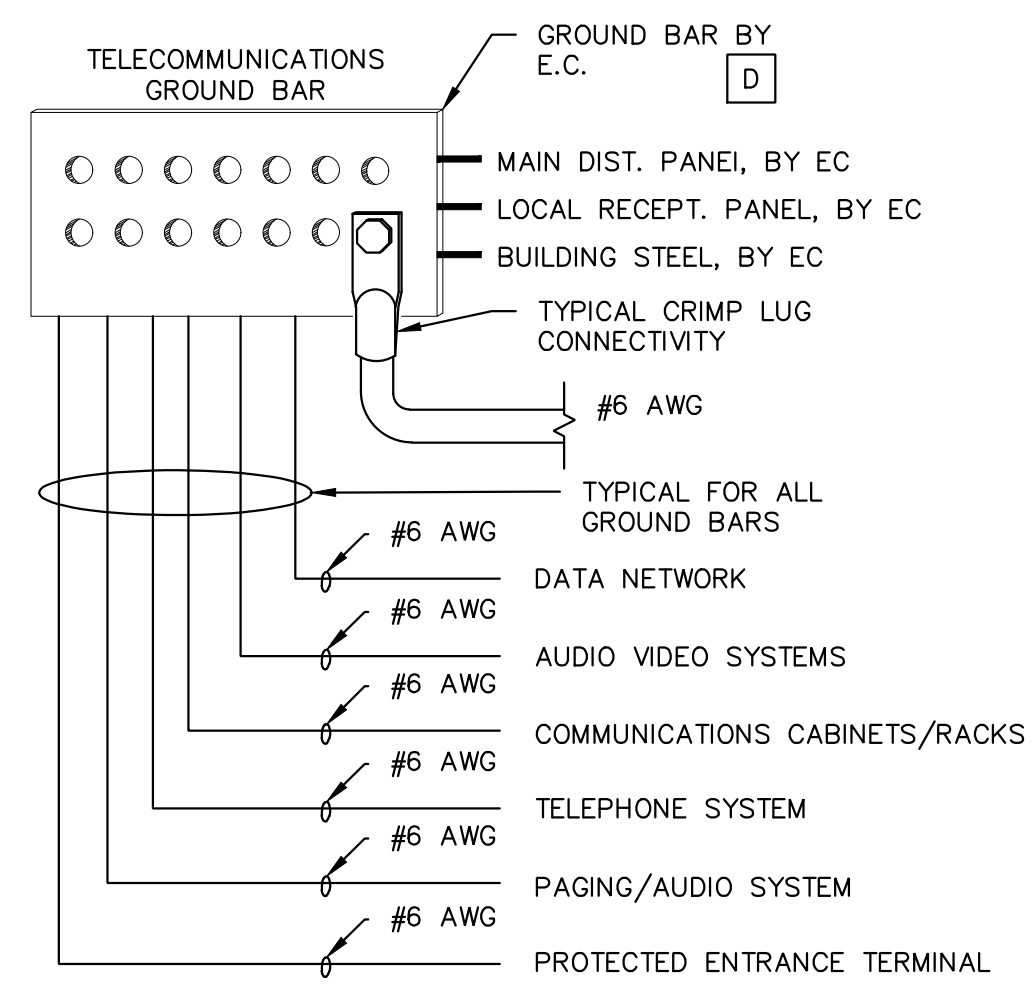 TELECOMMUNICATIONS
GROUND BAR
GROUND BAR BY
E.C.
D
MAIN DIST. PANEl, BY EC
LOCAL RECEPT. PANEL, BY EC
BUILDING STEEL, BY EC
TYPICAL CRIMP LUG
CONNECTIVITY
#6 AWG
TYPICAL FOR ALL
GROUND BARS
#6 AWG
DATA NETWORK
#6 AWG
AUDIO VIDEO SYSTEMS
#6 AWG
COMMUNICATIONS CABINETS/RACKS
#6 AWG
TELEPHONE SYSTEM
#6 AWG
PAGING/AUDIO SYSTEM
#6 AWG
PROTECTED ENTRANCE TERMINAL